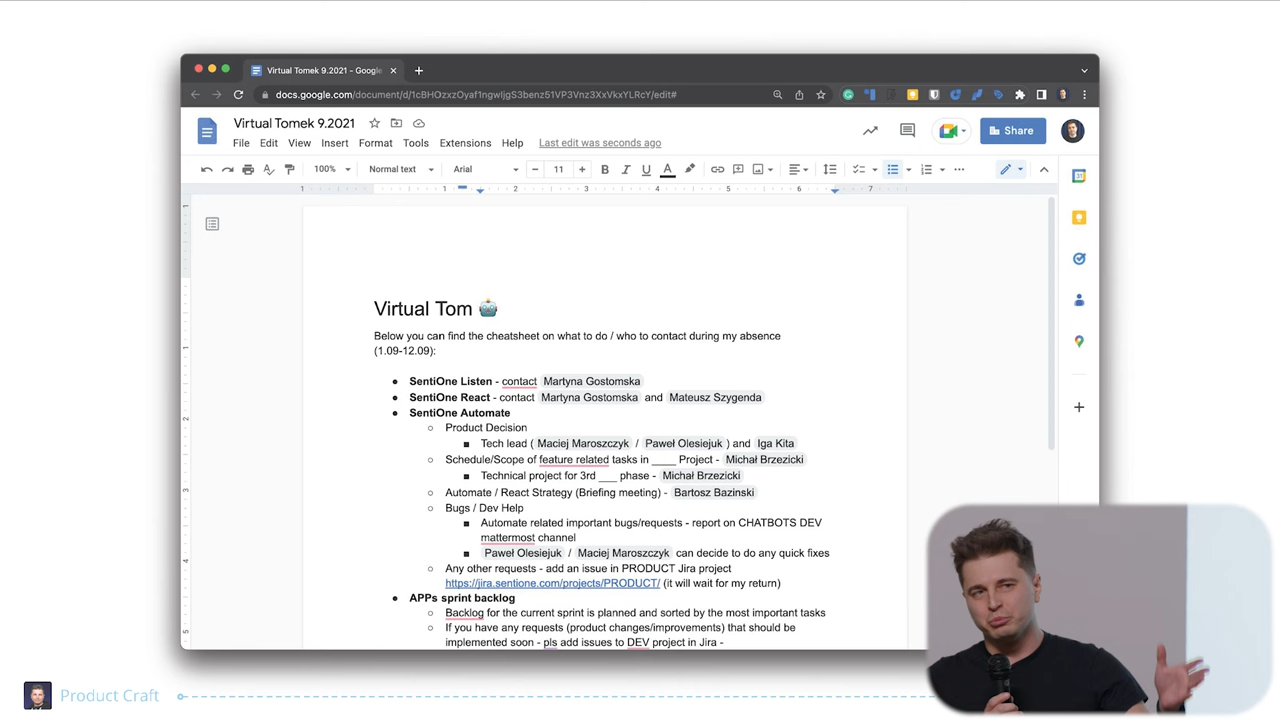 Virtual Tomek 9.2021 - Google
docs.google.com/document/d/1cBHOzxzOyaf1ngwIjgS3benz51VP3Vnz3XxVkxYLRcY/edit#
Virtual Tomek 9.2021
File Edit View Insert Format Tools Extensions Help Last edit was seconds ago
Share
100% Normal text Arial 11 B I U A
1 1 2 3 4 5 6 7
Virtual Tom 🤖
Below you can find the cheatsheet on what to do / who to contact during my absence
(1.09-12.09):
● SentiOne Listen - contact Martyna Gostomska
● SentiOne React - contact Martyna Gostomska and Mateusz Szygenda
● SentiOne Automate
○ Product Decision
■ Tech lead ( Maciej Maroszczyk / Paweł Olesiejuk ) and Iga Kita
○ Schedule/Scope of feature related tasks in ____ Project - Michał Brzezicki
■ Technical project for 3rd ___ phase - Michał Brzezicki
○ Automate / React Strategy (Briefing meeting) - Bartosz Bazinski
○ Bugs / Dev Help
■ Automate related important bugs/requests - report on CHATBOTS DEV
mattermost channel
■ Paweł Olesiejuk / Maciej Maroszczyk can decide to do any quick fixes
○ Any other requests - add an issue in PRODUCT Jira project
https://jira.sentione.com/projects/PRODUCT/ (it will wait for my return)
● APPs sprint backlog
○ Backlog for the current sprint is planned and sorted by the most important tasks
○ If you have any requests (product changes/improvements) that should be
implemented soon - pls add issues to DEV project in Jira -
Product Craft